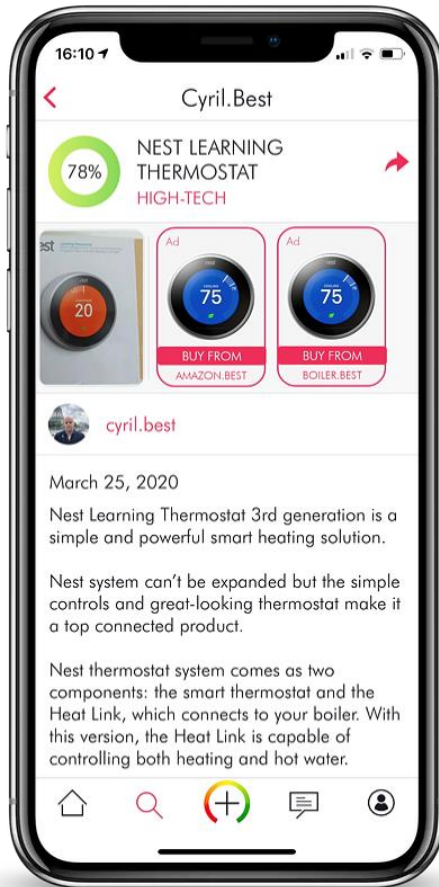 16:10
Cyril.Best
78%
NEST LEARNING
THERMOSTAT
HIGH-TECH
est
20
Ad
75
BUY FROM
AMAZON.BEST
Ad
75
BUY FROM
BOILER.BEST
cyril.best
March 25, 2020
Nest Learning Thermostat 3rd generation is a
simple and powerful smart heating solution.
Nest system can’t be expanded but the simple
controls and great-looking thermostat make it
a top connected product.
Nest thermostat system comes as two
components: the smart thermostat and the
Heat Link, which connects to your boiler. With
this version, the Heat Link is capable of
controlling both heating and hot water.